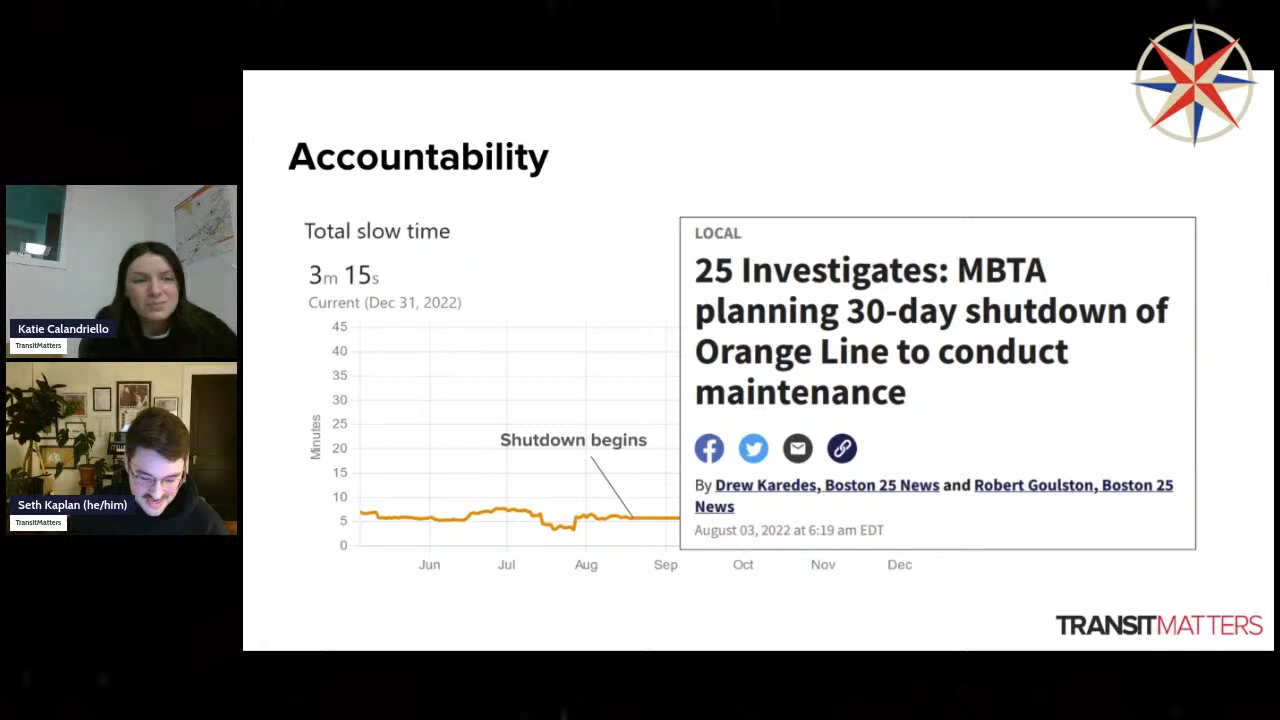 Accountability
Total slow time
3m 15s
Current (Dec 31, 2022)
45
40
35
30
25
20
15
10
5
0
Minutes
Shutdown begins
Jun
Jul
Aug
Sep
Oct
Nov
Dec
LOCAL
25 Investigates: MBTA
planning 30-day shutdown of
Orange Line to conduct
maintenance
By Drew Karedes, Boston 25 News and Robert Goulston, Boston 25
News
August 03, 2022 at 6:19 am EDT
TRANSITMATTERS
Katie Calandriello
TransitMatters
Seth Kaplan (he/him)
TransitMatters